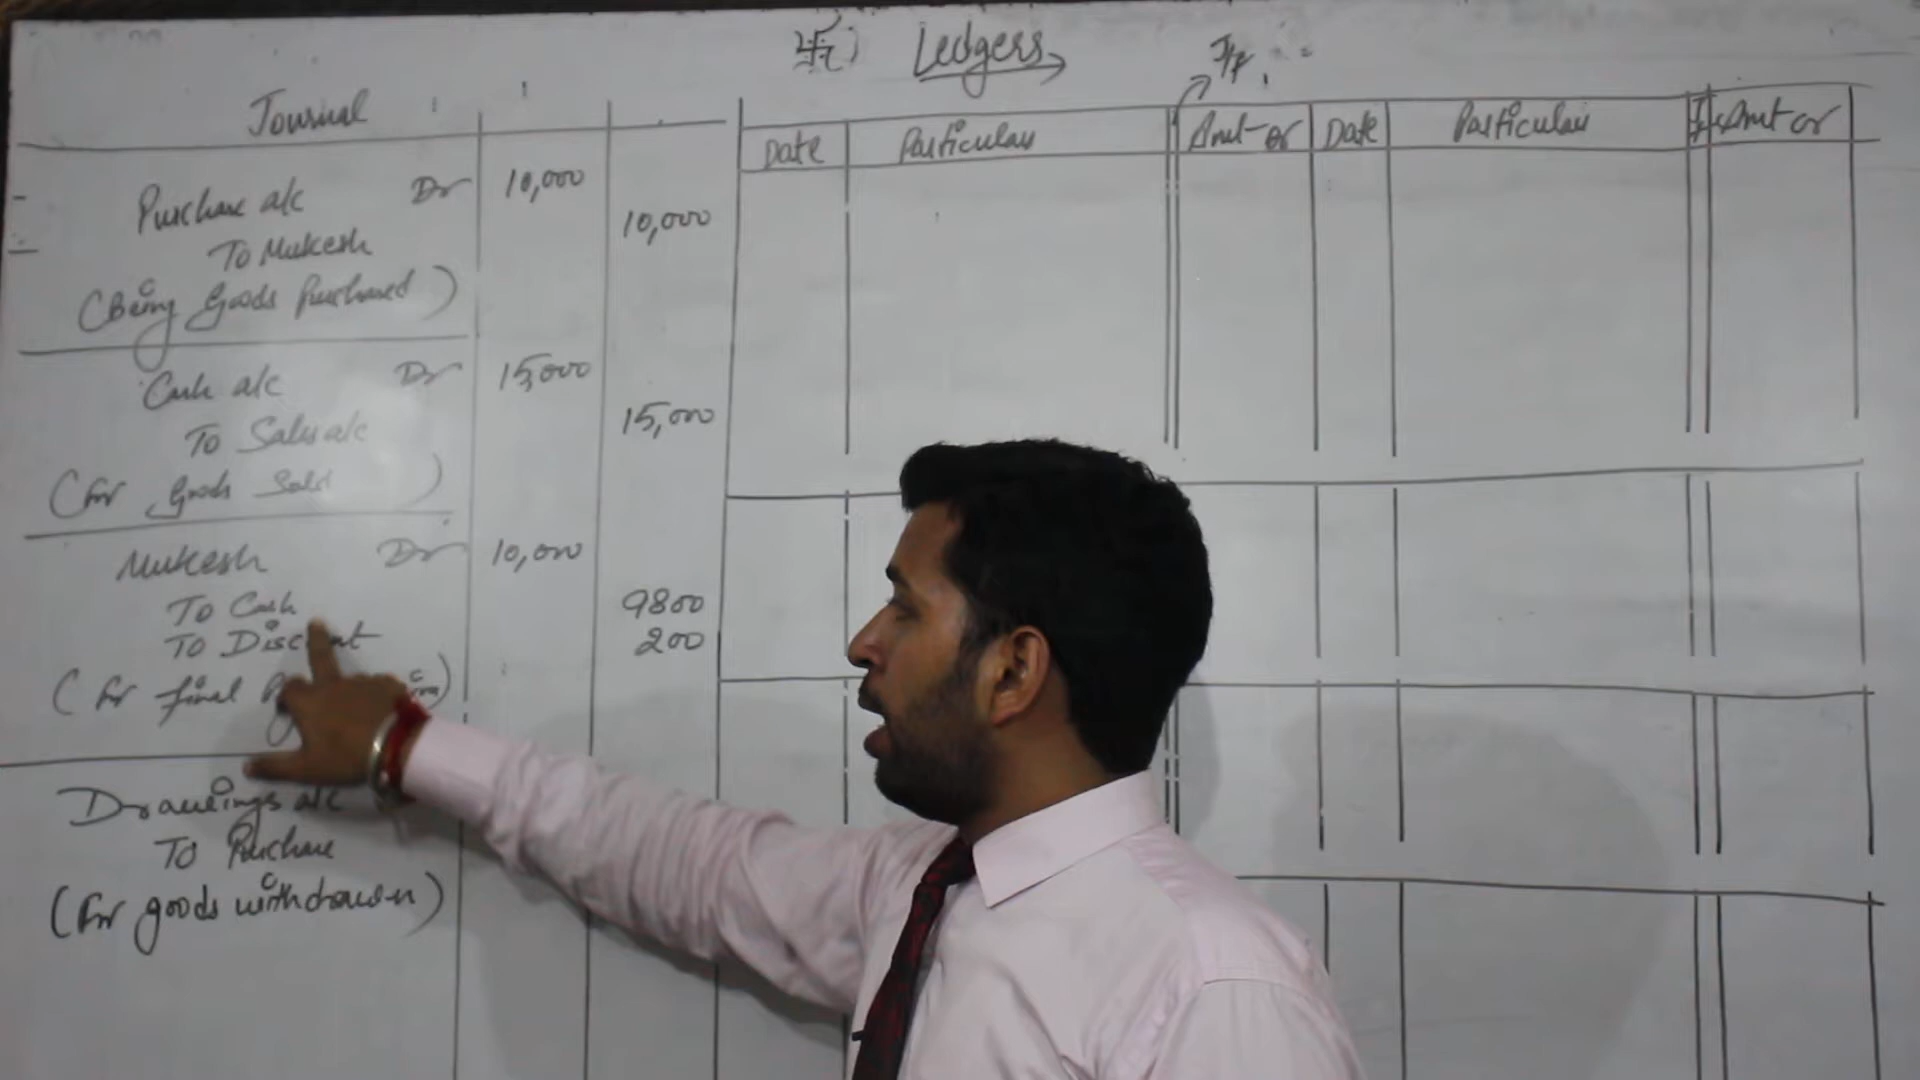 Ledgers
J/F
Journal
Date Particulars Amt Date Particulars Amt
Purchase a/c Dr 10,000
To Mukesh 10,000
(Being Goods Purchased)
Cash a/c Dr 15,000
To Sales a/c 15,000
(For Goods Sold)
Mukesh Dr 10,000
To Cash 9800
To Discount 200
(For final
Drawings a/c
To Purchase
(For goods withdrawn)